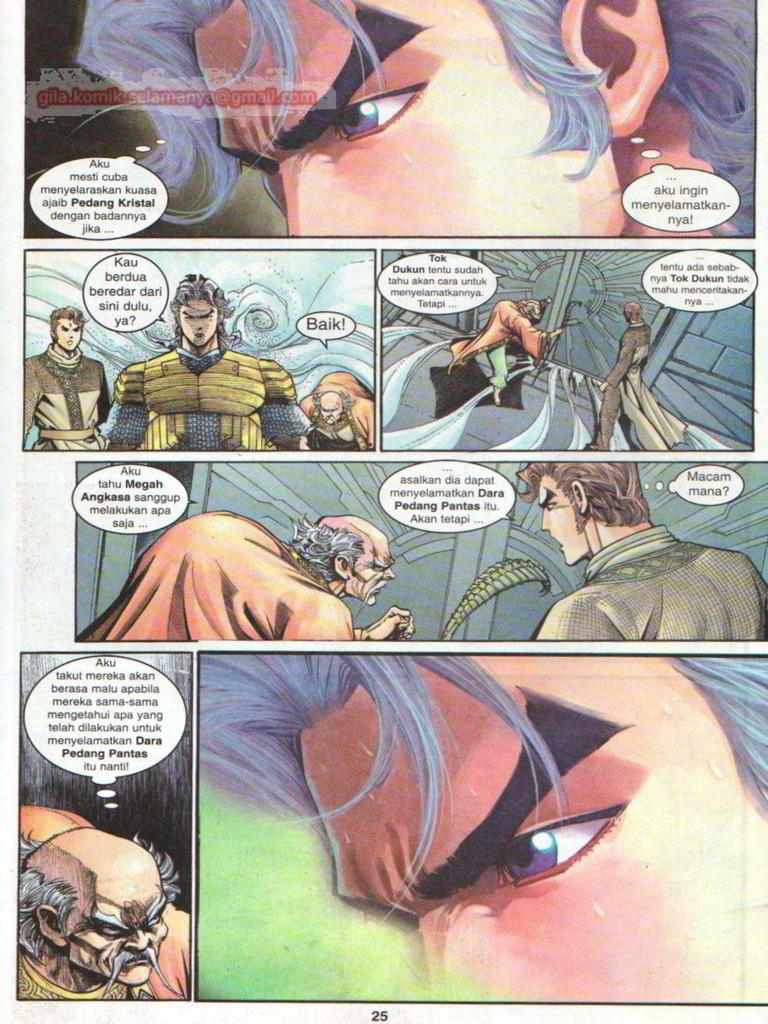 gila.komik.selamanya@gmail.com
Aku
mesti cuba
menyelaraskan kuasa
ajaib Pedang Kristal
dengan badannya
jika ...
...
aku ingin
menyelamatkan-
nya!
Kau
berdua
beredar dari
sini dulu,
ya?
Baik!
Tok
Dukun tentu sudah
tahu akan cara untuk
menyelamatkannya.
Tetapi ...
...
tentu ada sebab-
nya Tok Dukun tidak
mahu menceritakan-
nya ...
Aku
tahu Megah
Angkasa sanggup
melakukan apa
saja ...
...
asalkan dia dapat
menyelamatkan Dara
Pedang Pantas itu.
Akan tetapi ...
Macam
mana?
Aku
takut mereka akan
berasa malu apabila
mereka sama-sama
mengetahui apa yang
telah dilakukan untuk
menyelamatkan Dara
Pedang Pantas
itu nanti!
25